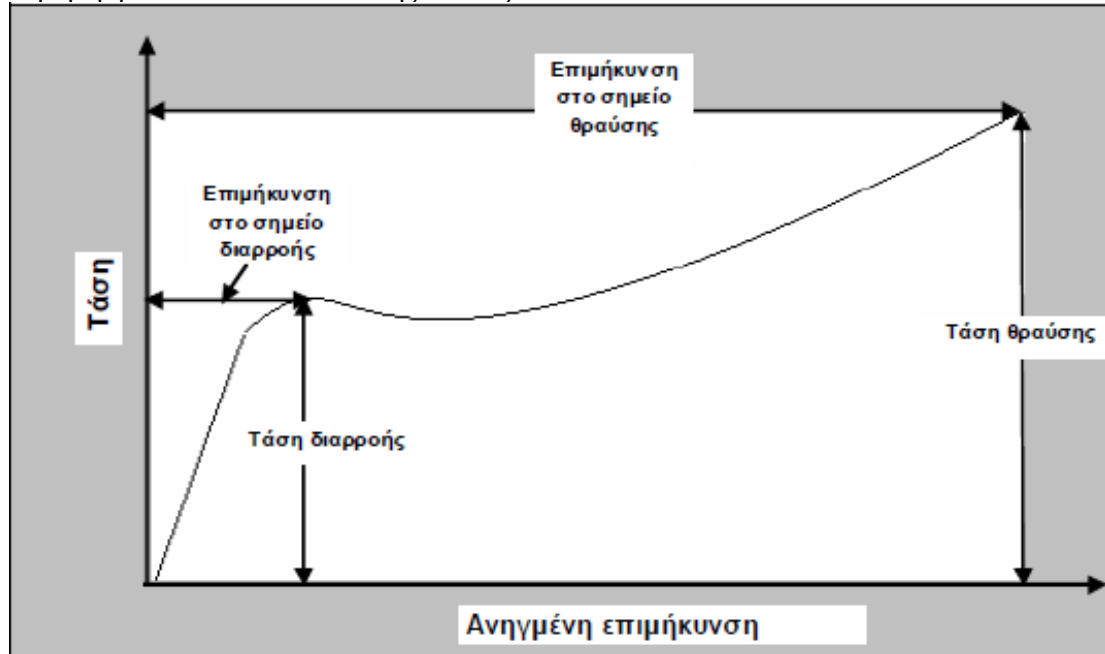 Επιμήκυνση
στο σημείο
θραύσης
Επιμήκυνση
στο σημείο
διαρροής
Τάση
Τάση θραύσης
Τάση διαρροής
Ανηγμένη επιμήκυνση